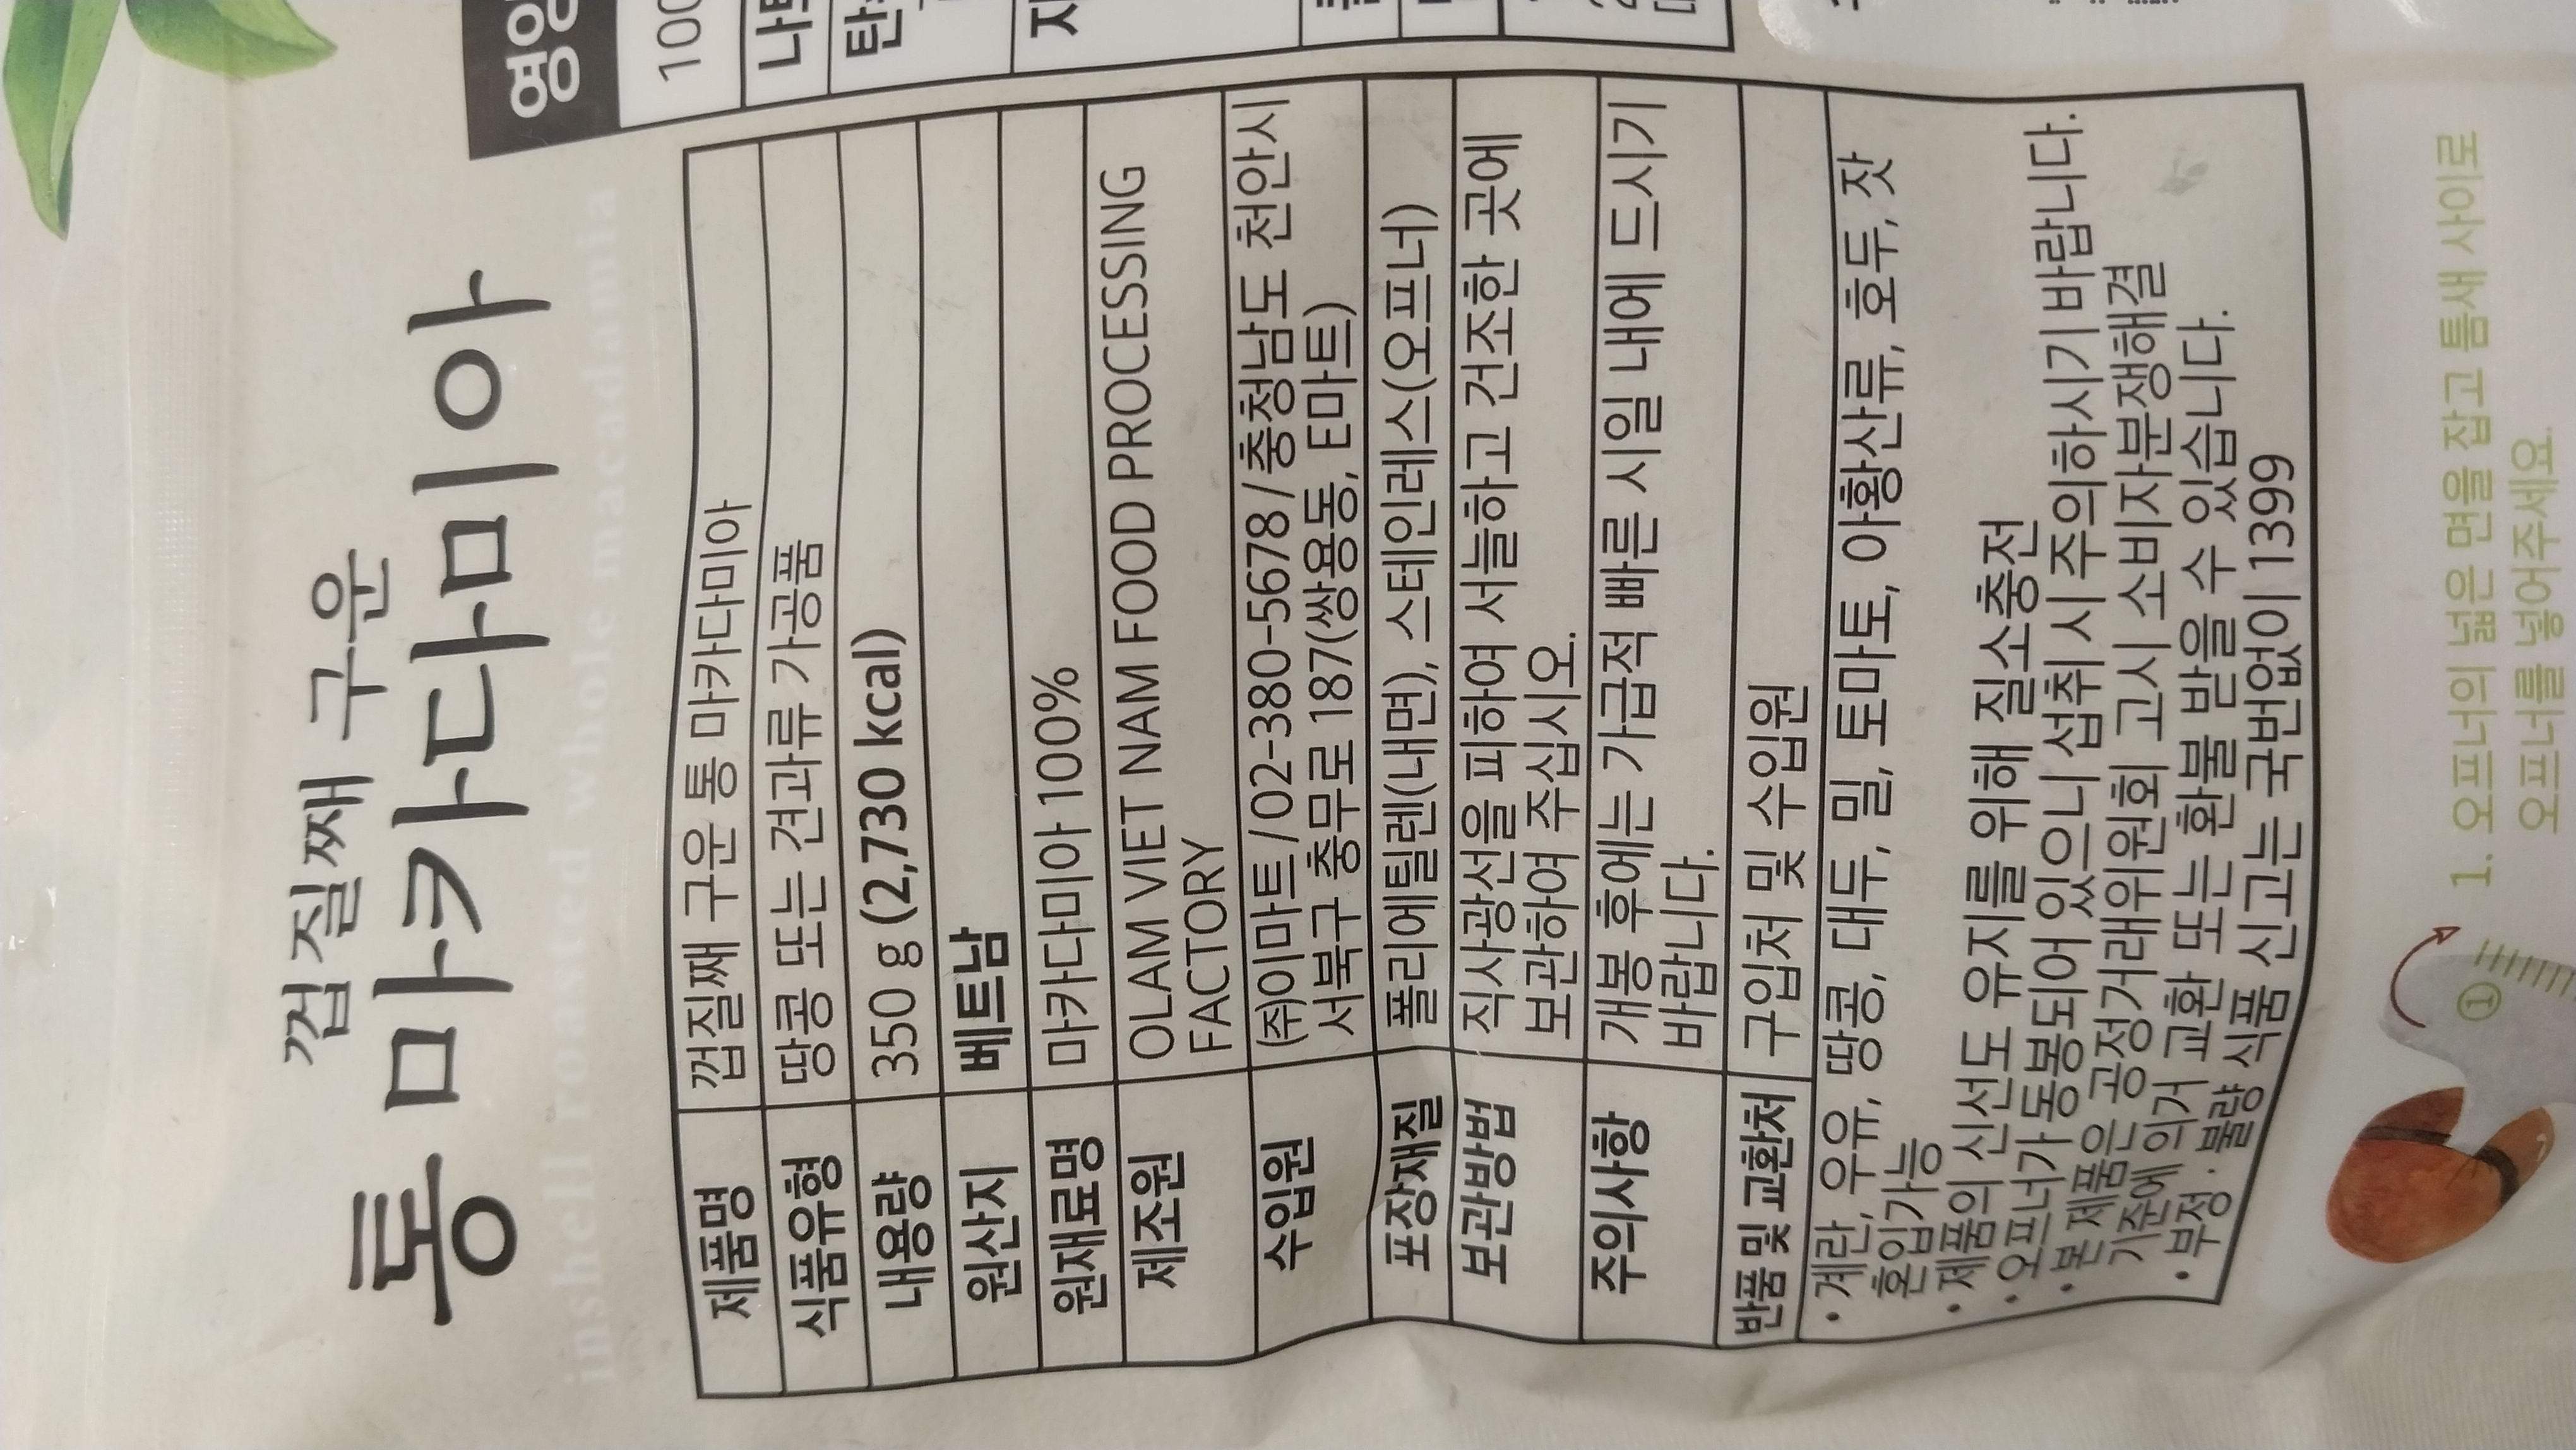 껍질째 구운
통 마카다미아
inshell roasted whole macadamia
제품명 껍질째 구운 통 마카다미아
식품유형 땅콩 또는 견과류 가공품
내용량 350 g (2,730 kcal)
원산지 베트남
원재료명 마카다미아 100%
제조원 OLAM VIET NAM FOOD PROCESSING
FACTORY
수입원 ㈜이마트 / 02-380-5678 / 충청남도 천안시
서북구 충무로 187(쌍용동, E마트)
포장재질 폴리에틸렌(내면), 스테인레스(오프너)
보관방법 직사광선을 피하여 서늘하고 건조한 곳에
보관하여 주십시오.
주의사항 개봉 후에는 가급적 빠른 시일 내에 드시기
바랍니다.
반품 및 교환처 구입처 및 수입원
• 계란, 우유, 땅콩, 대두, 밀, 토마토, 아황산류, 호두, 잣
혼입가능
• 제품의 신선도 유지를 위해 질소충전
• 오프너가 동봉되어 있으니 섭취 시 주의하시기 바랍니다.
• 본 제품은 공정거래위원회 고시 소비자분쟁해결
기준에 의거 교환 또는 환불 받을 수 있습니다.
• 부정 · 불량 식품 신고는 국번없이 1399
영양
100
탄
①
1. 오프너의 넓은 면을 잡고 틈새 사이로
오프너를 넣어주세요.